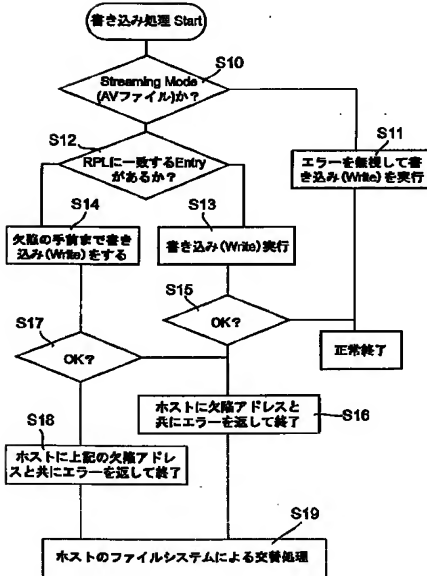 書き込み処理 Start
S10
Streaming Mode
(AVファイル)か?
S12
RPLに一致するEntry
があるか?
S11
エラーを無視して書
き込み(Write)を実行
S14
欠陥の手前まで書き
込み(Write)をする
S13
書き込み(Write)実行
S15
OK?
S17
OK?
正常終了
ホストに欠陥アドレスと
共にエラーを返して終了
S16
S18
ホストに上記の欠陥アドレ
スと共にエラーを返して終了
S19
ホストのファイルシステムによる交替処理